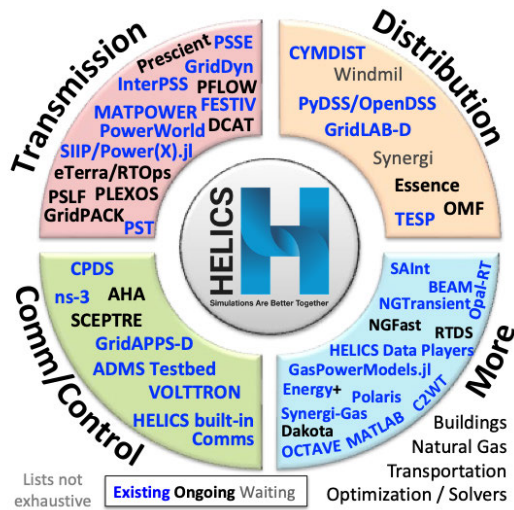 Transmission
Prescient
PSSE
GridDyn
InterPSS
PFLOW
MATPOWER
FESTIV
PowerWorld
DCAT
SIIP/Power(X).jl
eTerra/RTOps
PSLF
PLEXOS
GridPACK
PST
Distribution
CYMDIST
Windmil
PyDSS/OpenDSS
GridLAB-D
Synergi
Essence
OMF
TESP
HELICS
H
Simulations Are Better Together
Comm/Control
CPDS
ns-3
AHA
SCEPTRE
GridAPPS-D
ADMS Testbed
VOLTTRON
HELICS built-in
Comms
More
SAInt
BEAM
Opal-RT
NGTransient
NGFast
RTDS
HELICS Data Players
GasPowerModels.jl
Energy+
Polaris
C2WT
Synergi-Gas
Dakota
MATLAB
OCTAVE
Buildings
Natural Gas
Transportation
Optimization / Solvers
Lists not
exhaustive
Existing Ongoing Waiting